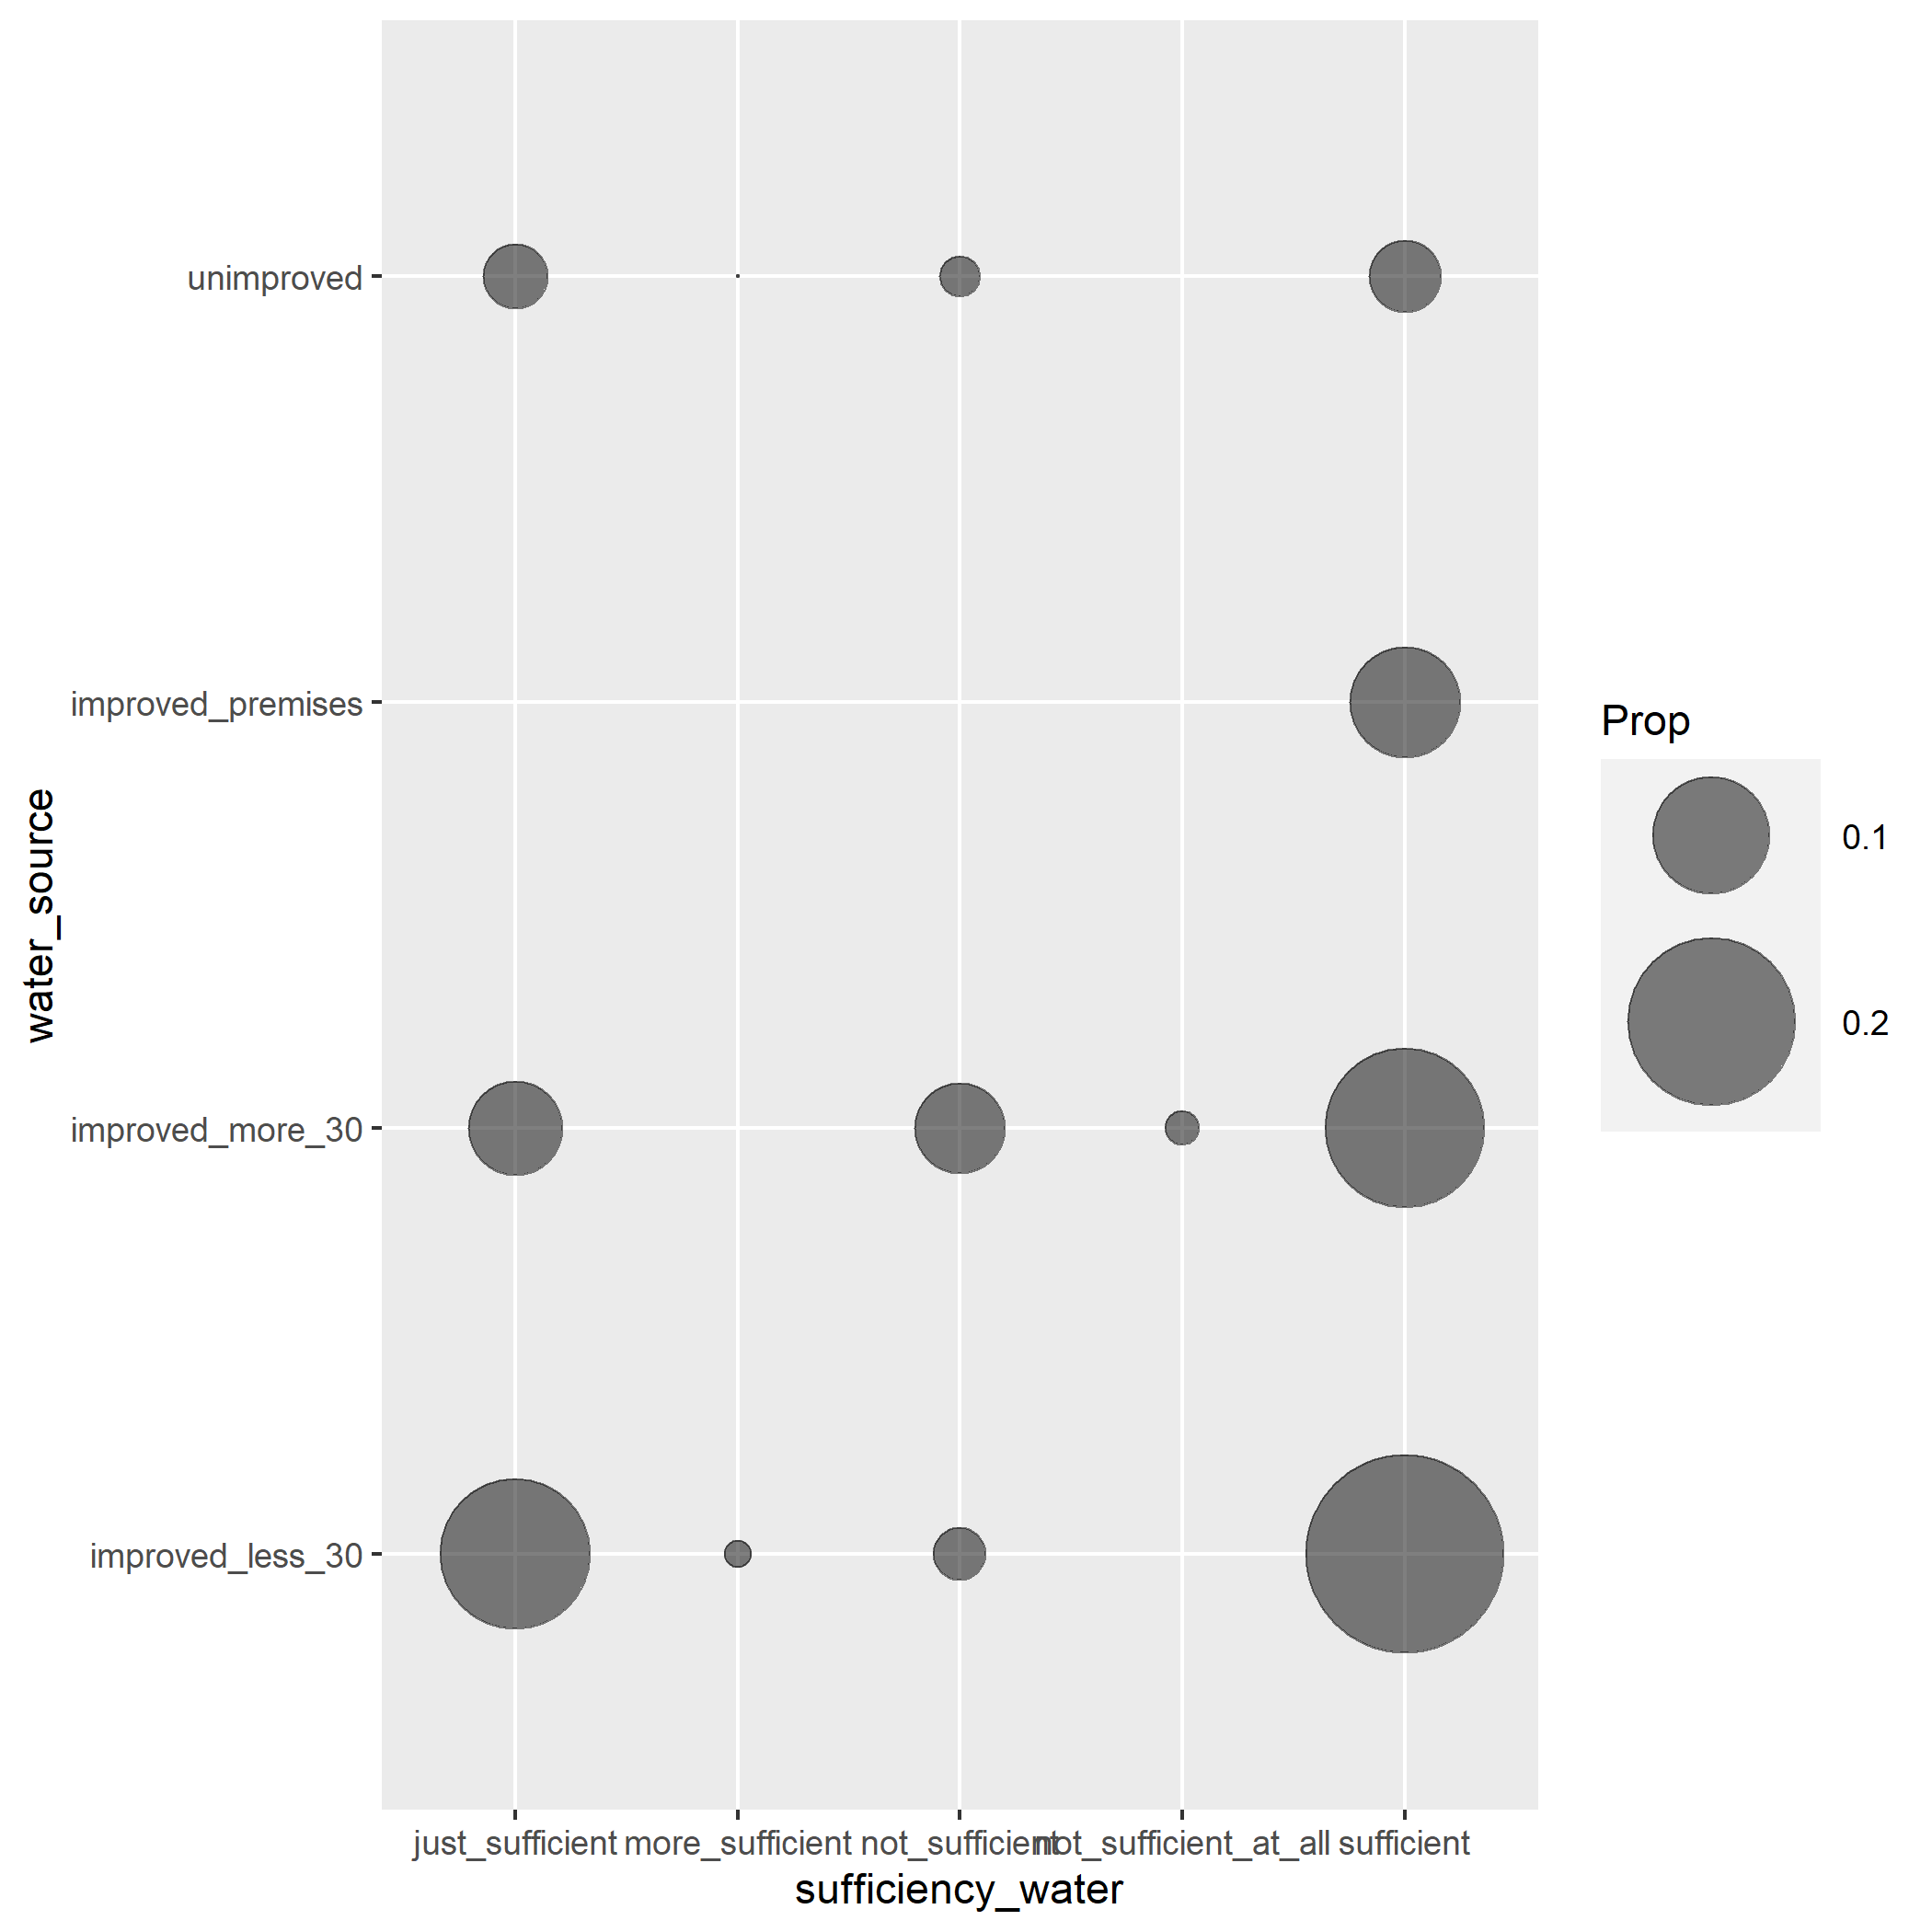 unimproved
improved_premises
improved_more_30
improved_less_30
water_source
just_sufficient more_sufficient not_sufficient not_sufficient_at_all sufficient
sufficiency_water
Prop
0.1
0.2